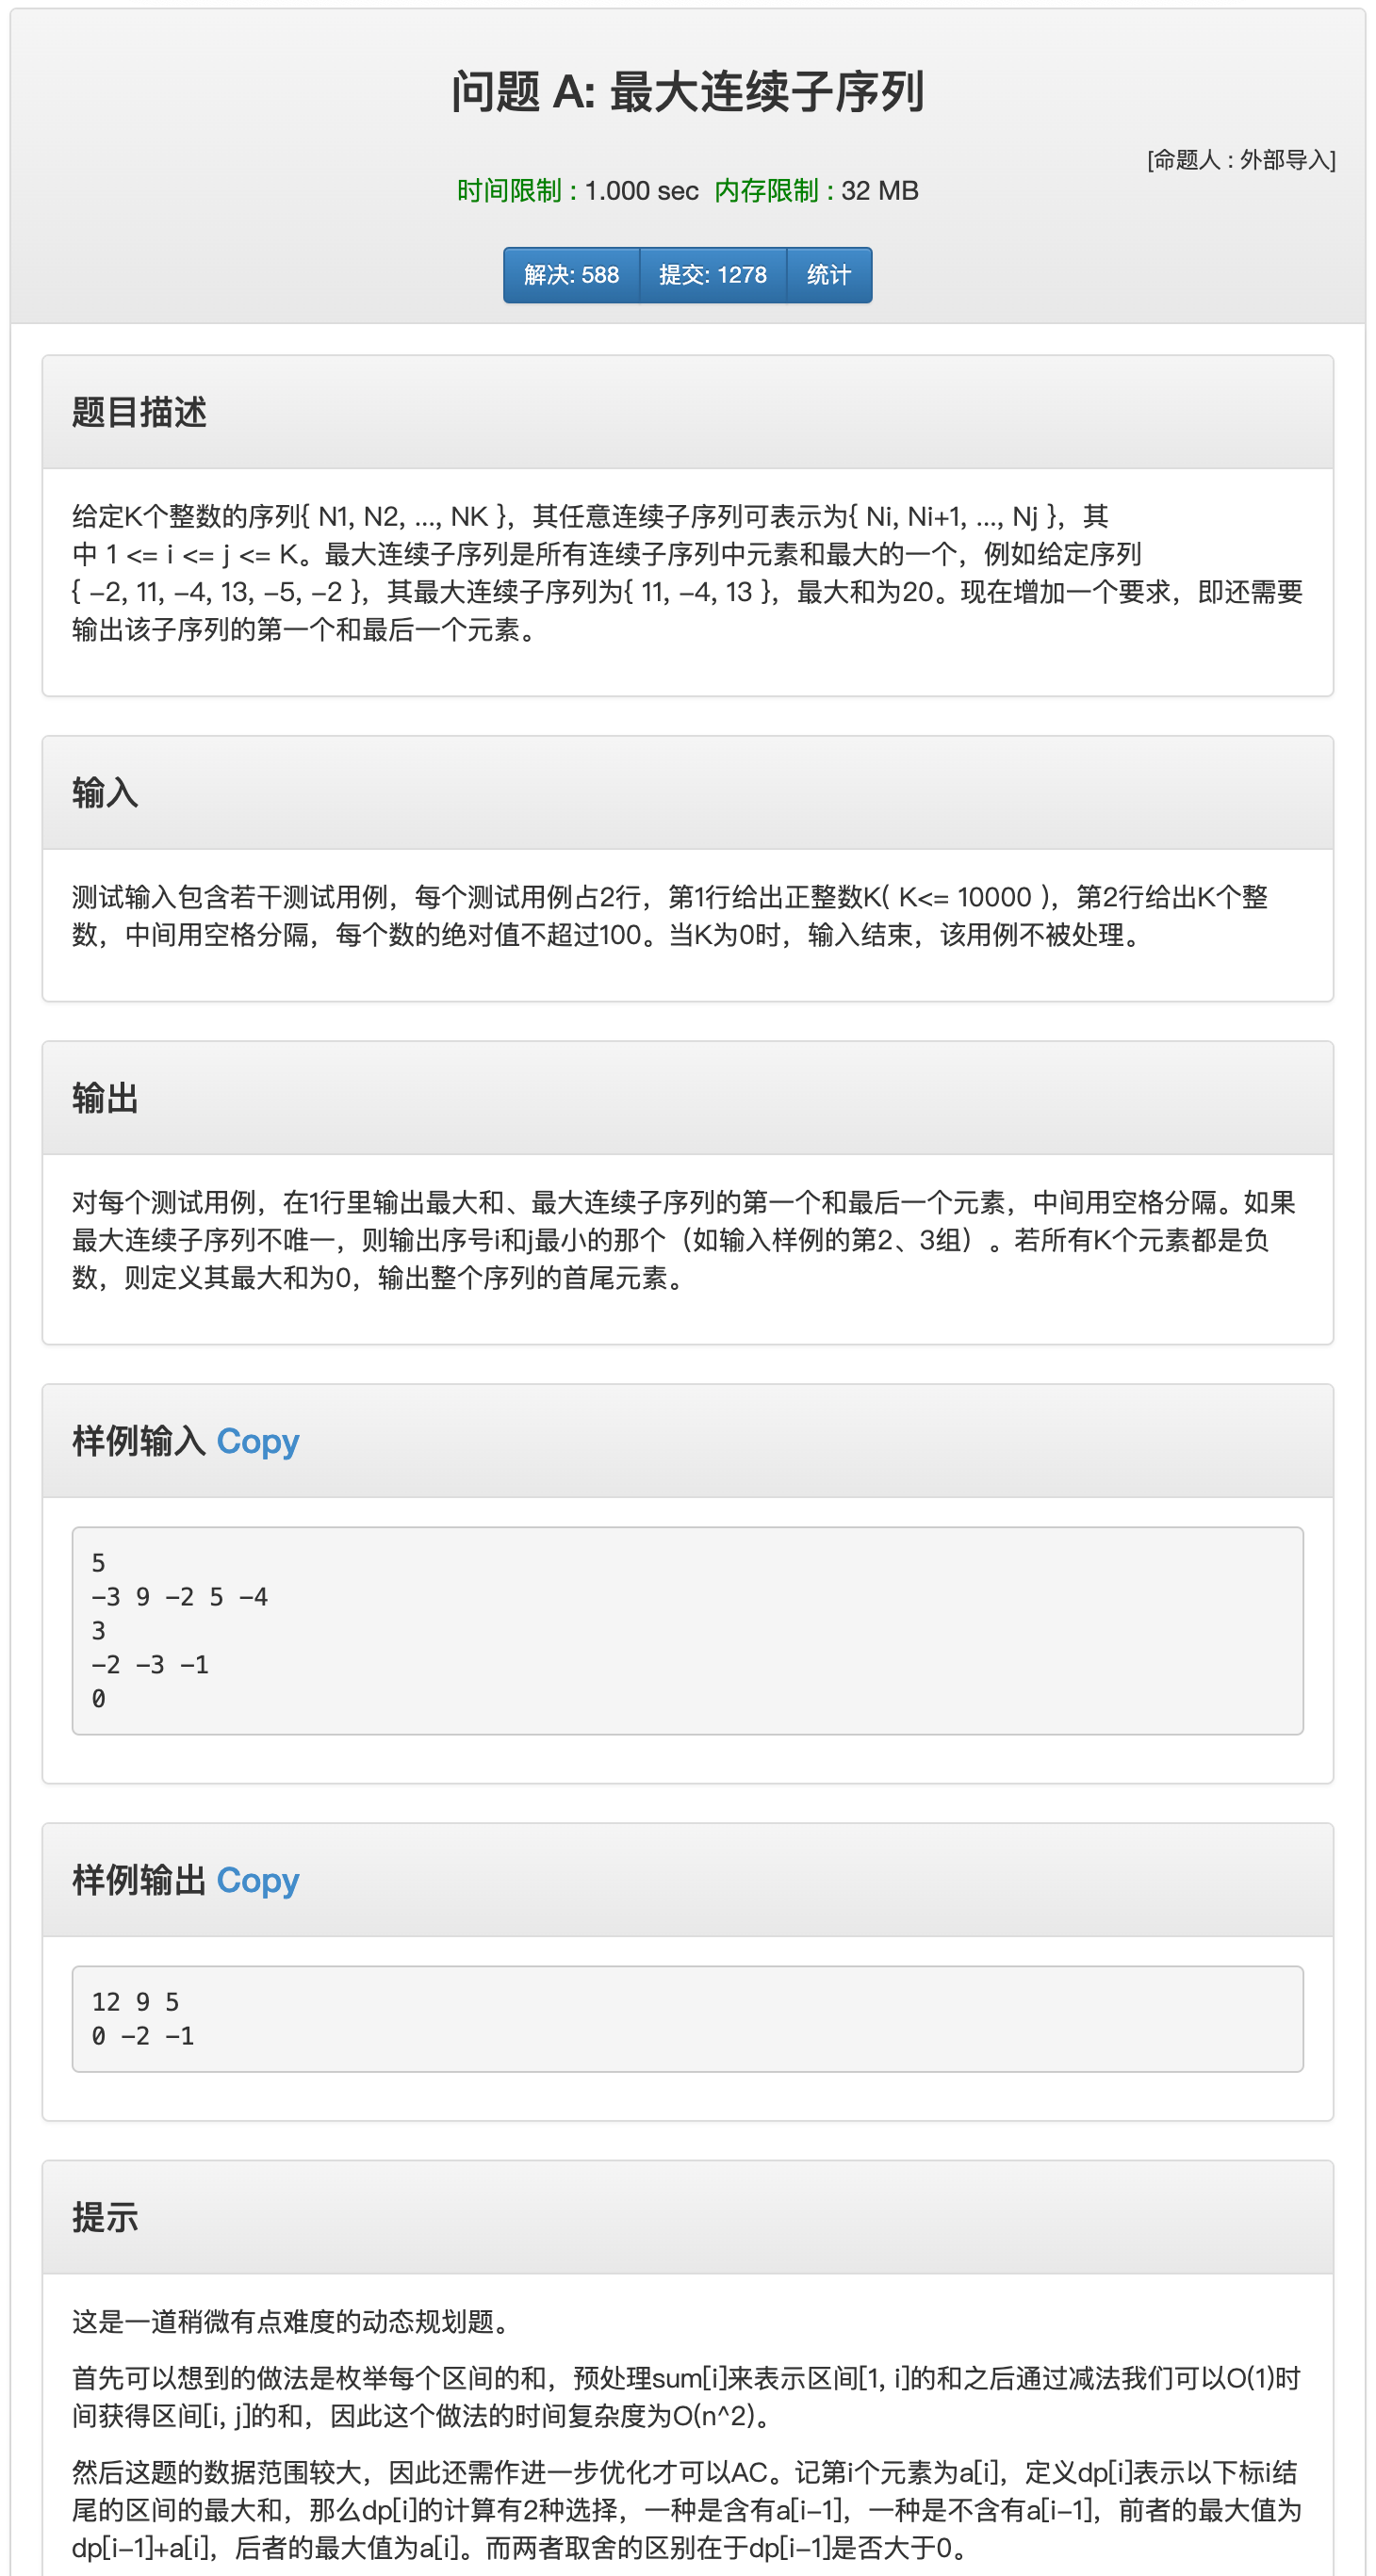 问题 A: 最大连续子序列
[命题人 : 外部导入]
时间限制 : 1.000 sec 内存限制 : 32 MB
解决: 588 提交: 1278 统计
题目描述
给定K个整数的序列{ N1, N2, ..., NK }，其任意连续子序列可表示为{ Ni, Ni+1, ..., Nj }，其
中 1 <= i <= j <= K。最大连续子序列是所有连续子序列中元素和最大的一个，例如给定序列
{ -2, 11, -4, 13, -5, -2 }，其最大连续子序列为{ 11, -4, 13 }，最大和为20。现在增加一个要求，即还需要
输出该子序列的第一个和最后一个元素。
输入
测试输入包含若干测试用例，每个测试用例占2行，第1行给出正整数K( K<= 10000 )，第2行给出K个整
数，中间用空格分隔，每个数的绝对值不超过100。当K为0时，输入结束，该用例不被处理。
输出
对每个测试用例，在1行里输出最大和、最大连续子序列的第一个和最后一个元素，中间用空格分隔。如果
最大连续子序列不唯一，则输出序号i和j最小的那个（如输入样例的第2、3组）。若所有K个元素都是负
数，则定义其最大和为0，输出整个序列的首尾元素。
样例输入 Copy
5
-3 9 -2 5 -4
3
-2 -3 -1
0
样例输出 Copy
12 9 5
0 -2 -1
提示
这是一道稍微有点难度的动态规划题。
首先可以想到的做法是枚举每个区间的和，预处理sum[i]来表示区间[1, i]的和之后通过减法我们可以O(1)时
间获得区间[i, j]的和，因此这个做法的时间复杂度为O(n^2)。
然后这题的数据范围较大，因此还需作进一步优化才可以AC。记第i个元素为a[i]，定义dp[i]表示以下标i结
尾的区间的最大和，那么dp[i]的计算有2种选择，一种是含有a[i-1]，一种是不含有a[i-1]，前者的最大值为
dp[i-1]+a[i]，后者的最大值为a[i]。而两者取舍的区别在于dp[i-1]是否大于0。